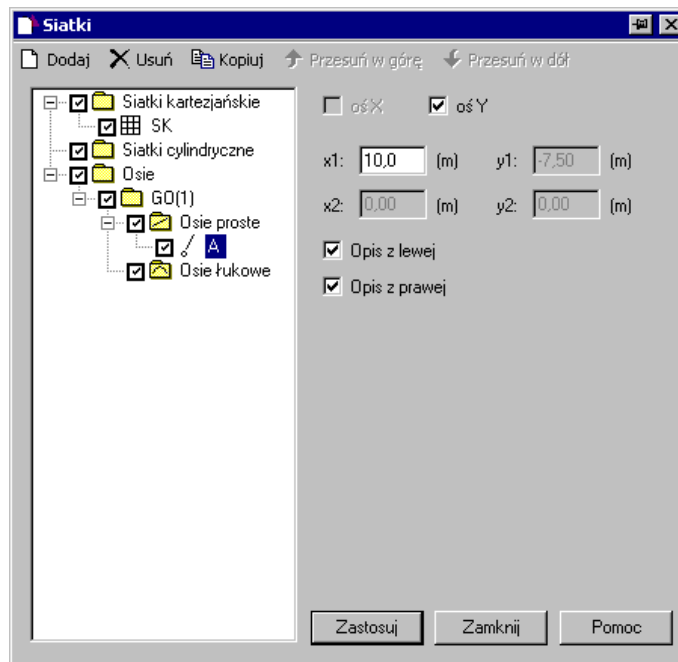 Siatki
Dodaj Usuń Kopiuj Przesuń w górę Przesuń w dół
Siatki kartezjańskie
SK
Siatki cylindryczne
Osie
GO(1)
Osie proste
A
Osie łukowe
oś X oś Y
x1: 10,0 (m) y1: -7,50 (m)
x2: 0,00 (m) y2: 0,00 (m)
Opis z lewej
Opis z prawej
Zastosuj Zamknij Pomoc